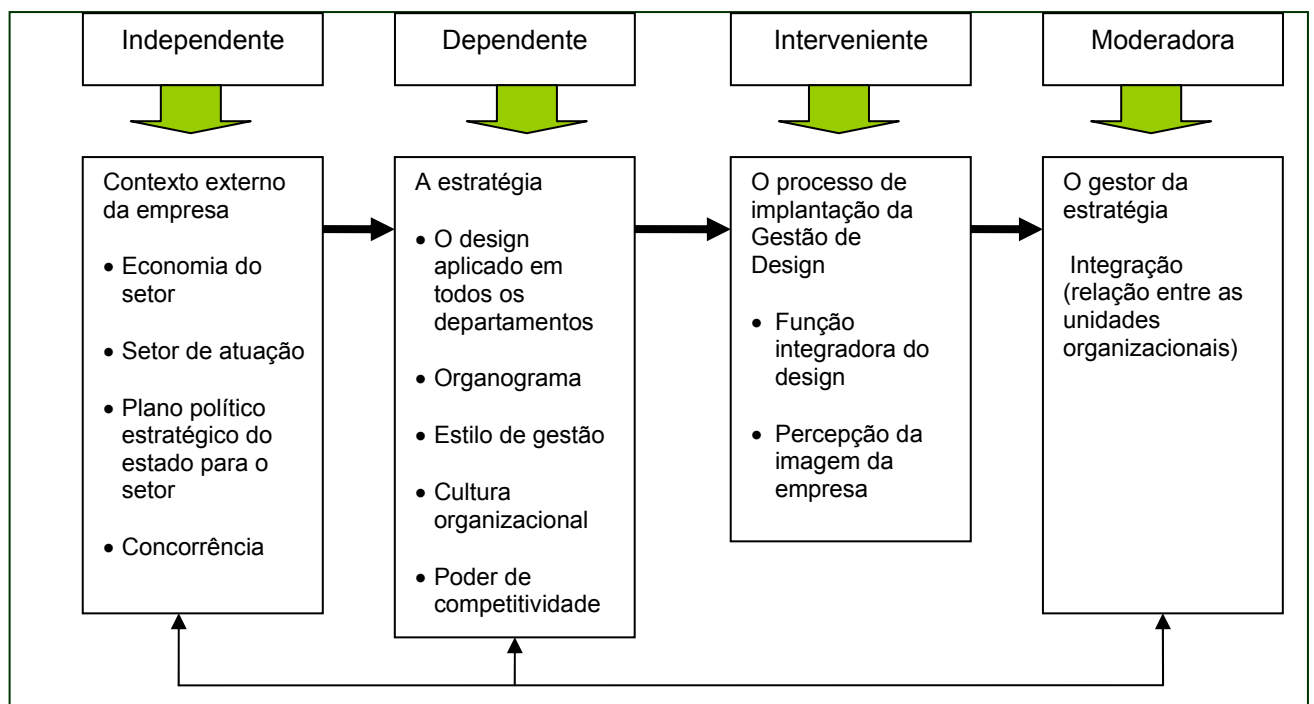 Independente
Dependente
Interveniente
Moderadora
Contexto externo
da empresa
• Economia do
setor
• Setor de atuação
• Plano político
estratégico do
estado para o
setor
• Concorrência
A estratégia
• O design
aplicado em
todos os
departamentos
• Organograma
• Estilo de gestão
• Cultura
organizacional
• Poder de
competitividade
O processo de
implantação da
Gestão de
Design
• Função
integradora do
design
• Percepção da
imagem da
empresa
O gestor da
estratégia
Integração
(relação entre as
unidades
organizacionais)